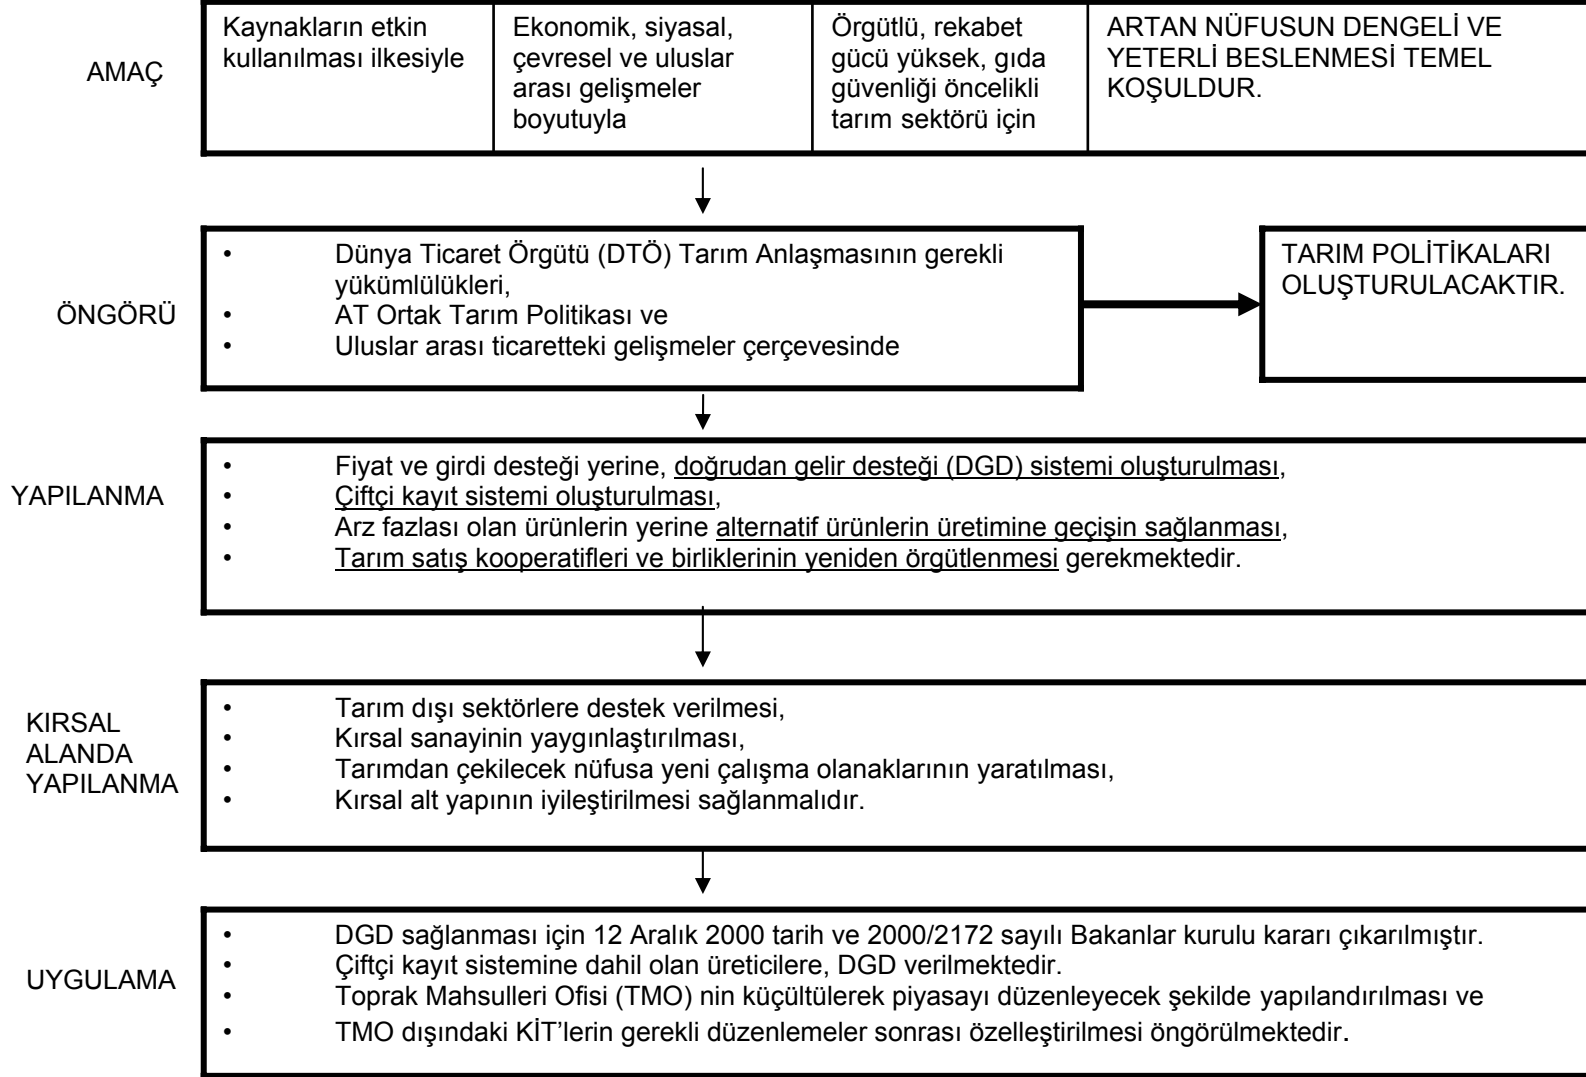 AMAÇ
Kaynakların etkin
kullanılması ilkesiyle
Ekonomik, siyasal,
çevresel ve uluslar
arası gelişmeler
boyutuyla
Örgütlü, rekabet
gücü yüksek, gıda
güvenliği öncelikli
tarım sektörü için
ARTAN NÜFUSUN DENGELİ VE
YETERLİ BESLENMESİ TEMEL
KOŞULDUR.
ÖNGÖRÜ
• Dünya Ticaret Örgütü (DTÖ) Tarım Anlaşmasının gerekli
yükümlülükleri,
• AT Ortak Tarım Politikası ve
• Uluslar arası ticaretteki gelişmeler çerçevesinde
TARIM POLİTİKALARI
OLUŞTURULACAKTIR.
YAPILANMA
• Fiyat ve girdi desteği yerine, doğrudan gelir desteği (DGD) sistemi oluşturulması,
• Çiftçi kayıt sistemi oluşturulması,
• Arz fazlası olan ürünlerin yerine alternatif ürünlerin üretimine geçişin sağlanması,
• Tarım satış kooperatifleri ve birliklerinin yeniden örgütlenmesi gerekmektedir.
KIRSAL
ALANDA
YAPILANMA
• Tarım dışı sektörlere destek verilmesi,
• Kırsal sanayinin yaygınlaştırılması,
• Tarımdan çekilecek nüfusa yeni çalışma olanaklarının yaratılması,
• Kırsal alt yapının iyileştirilmesi sağlanmalıdır.
UYGULAMA
• DGD sağlanması için 12 Aralık 2000 tarih ve 2000/2172 sayılı Bakanlar kurulu kararı çıkarılmıştır.
• Çiftçi kayıt sistemine dahil olan üreticilere, DGD verilmektedir.
• Toprak Mahsulleri Ofisi (TMO) nin küçültülerek piyasayı düzenleyecek şekilde yapılandırılması ve
• TMO dışındaki KİT’lerin gerekli düzenlemeler sonrası özelleştirilmesi öngörülmektedir.